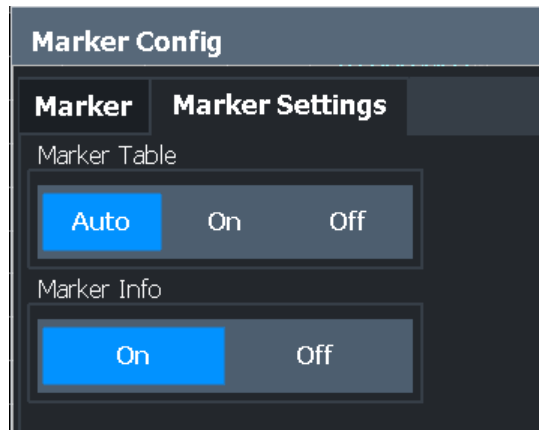 Marker Config
Marker Marker Settings
Marker Table
Auto On Off
Marker Info
On Off